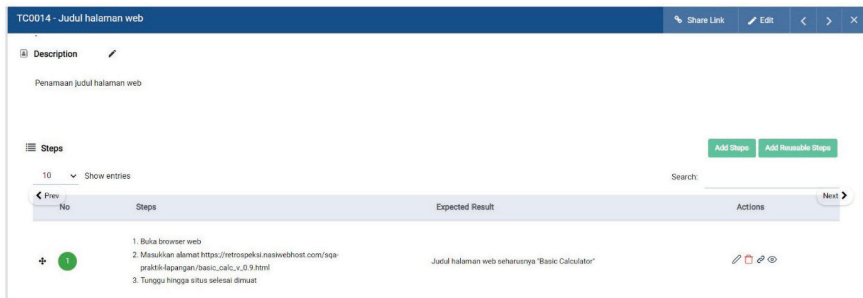 TC0014 - Judul halaman web
Share Link
Edit
Description
Penamaan judul halaman web
Steps
Add Steps
Add Reusable Steps
10
Show entries
Search:
Prev
Next
No
Steps
Expected Result
Actions
1
1. Buka browser web
2. Masukkan alamat https://retrospeksi.nasiwebhost.com/sqa-
praktik-lapangan/basic_calc_v_0.9.html
3. Tunggu hingga situs selesai dimuat
Judul halaman web seharusnya "Basic Calculator"